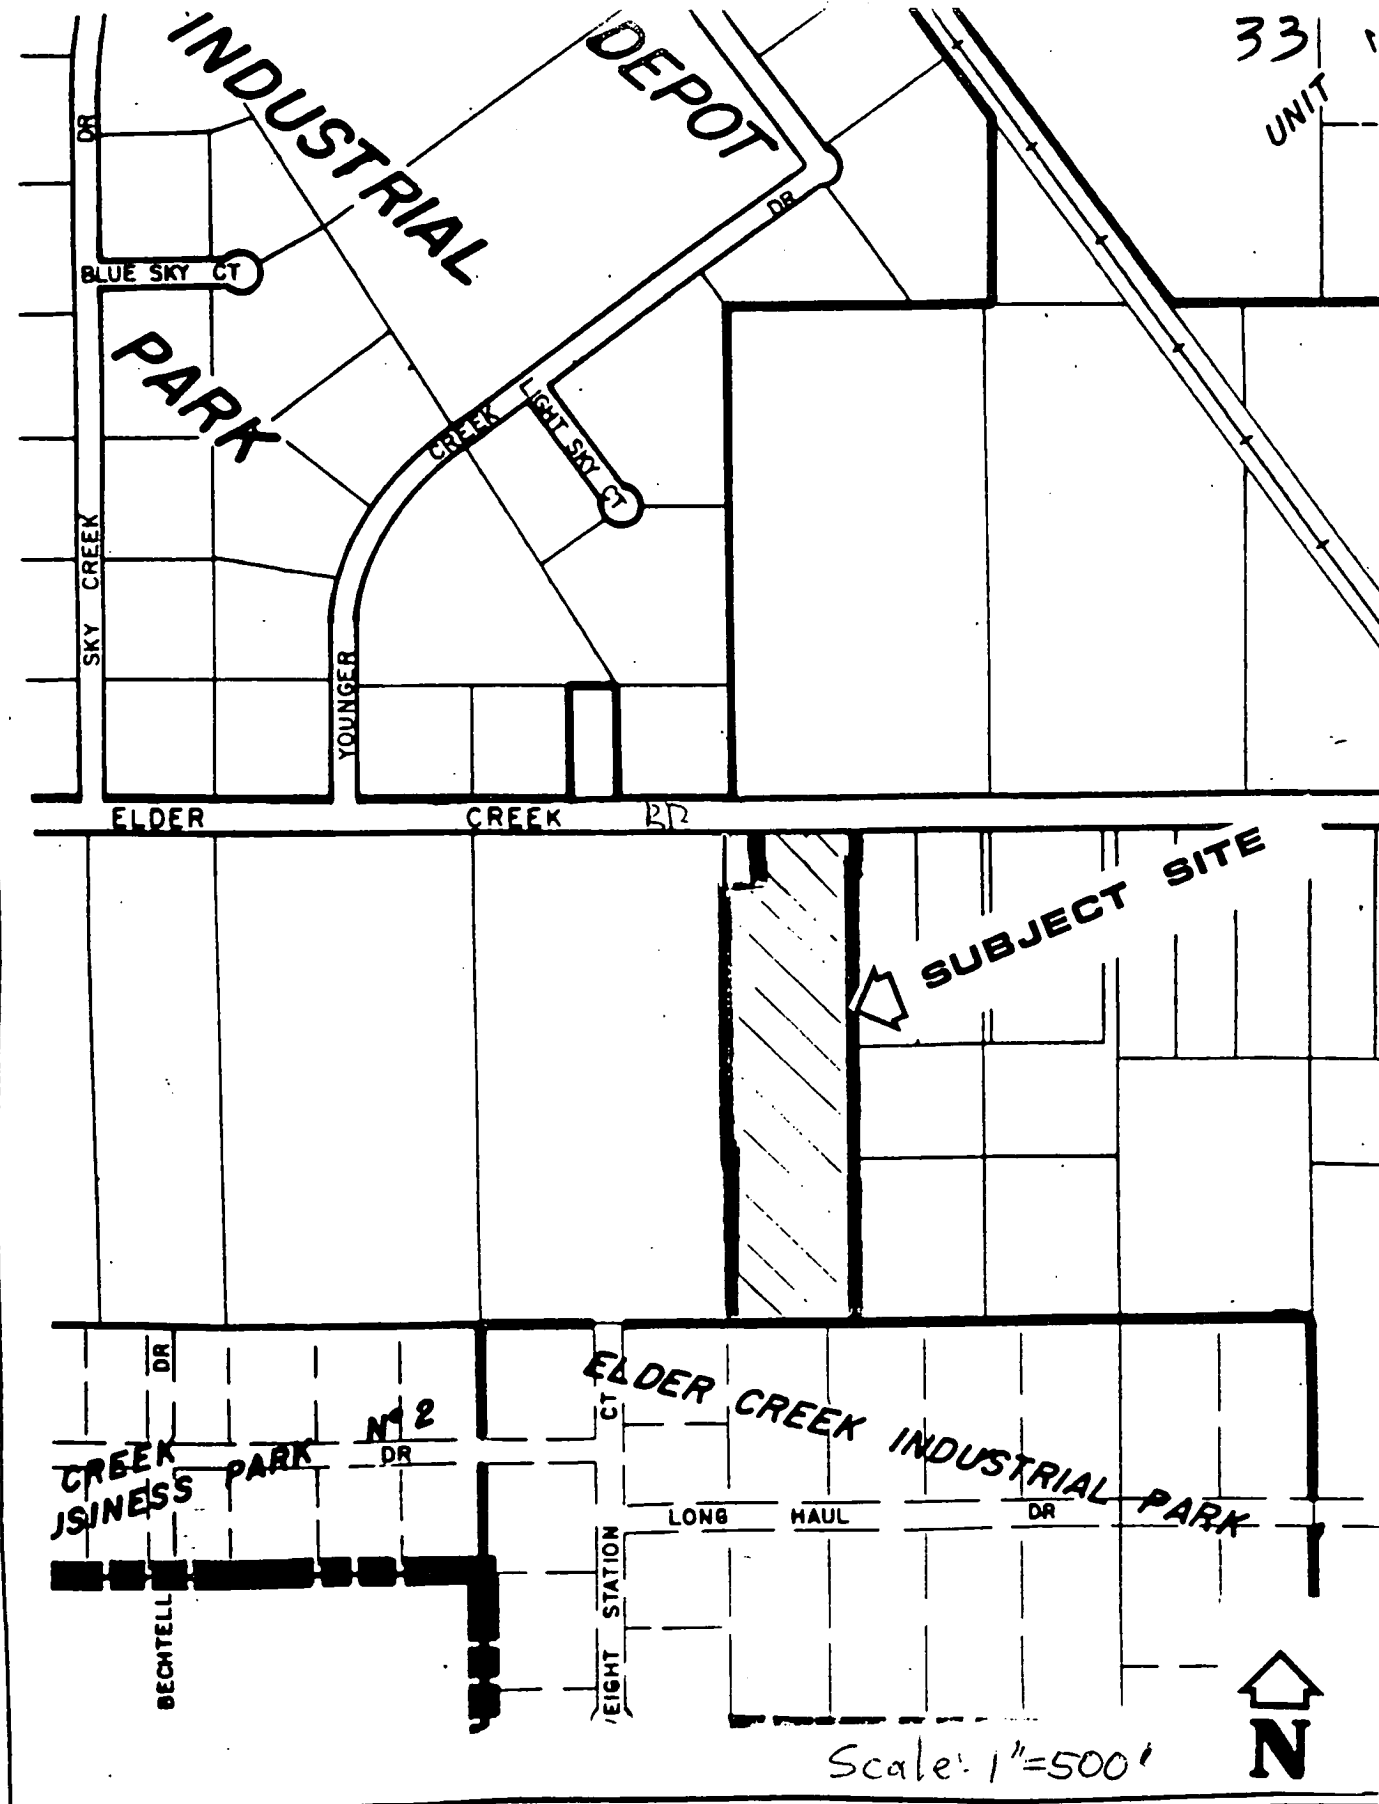 INDUSTRIAL
PARK
DEPOT
33
UNIT
DR
BLUE SKY CT
SKY CREEK
DR
CREEK
YOUNGER
IGHT SKY CT
ELDER CREEK RD
SUBJECT SITE
DR
CREEK
PARK
Nº 2
USINESS
DR
BECHTELL
CT
EIGHT STATION
ELDER CREEK INDUSTRIAL PARK
LONG HAUL DR
N
Scale: 1"=500'